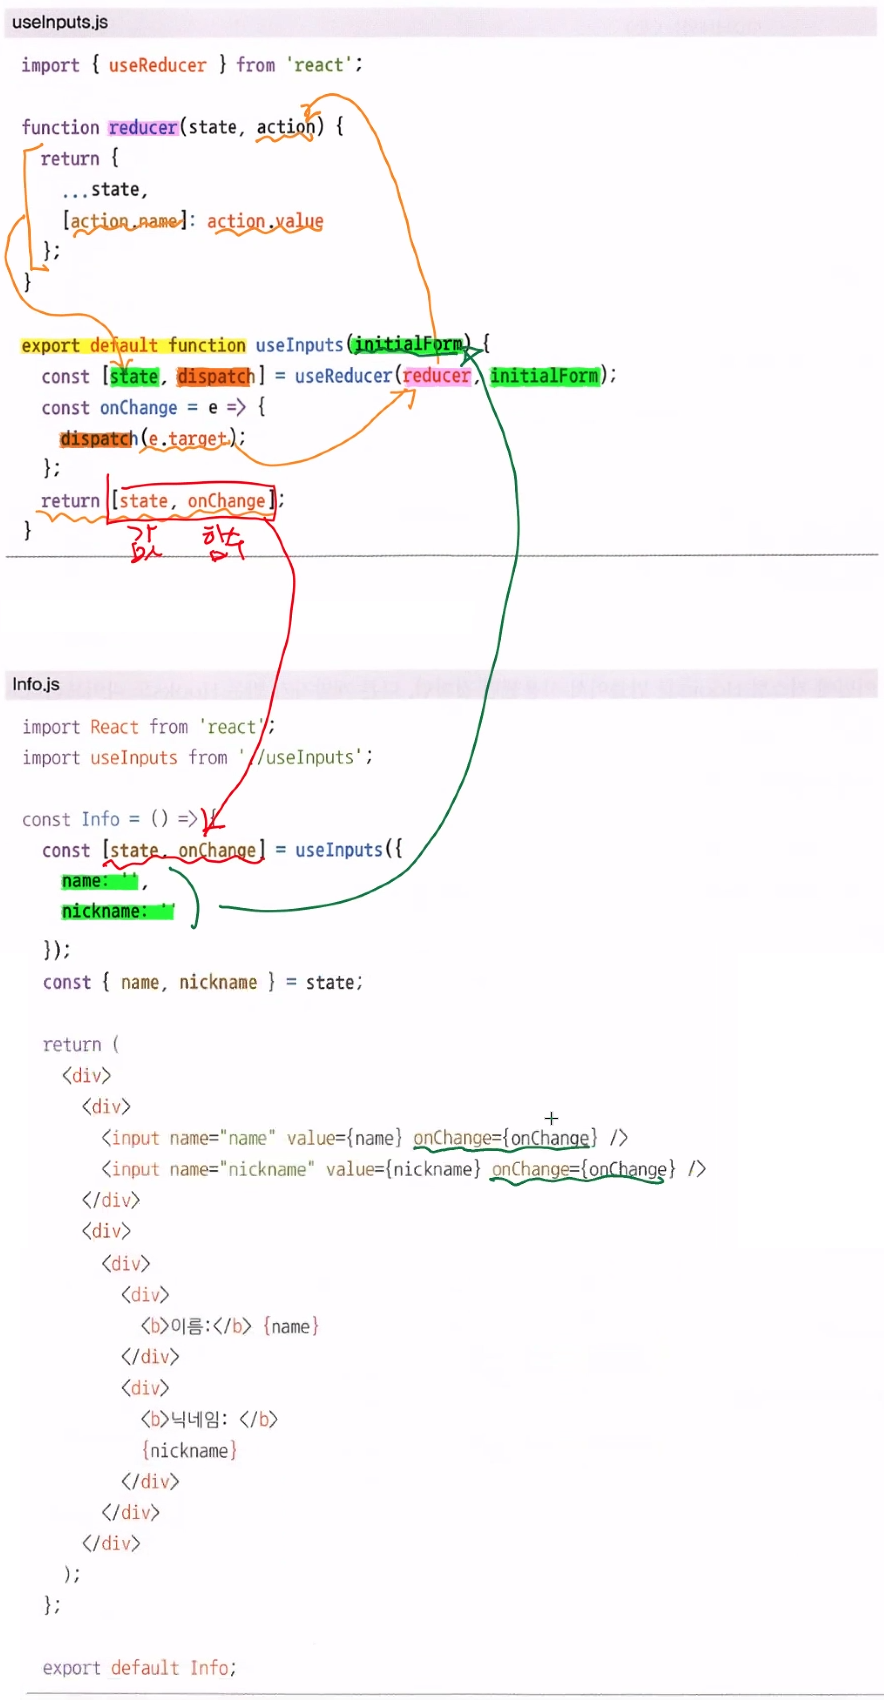 useInputs.js
import { useReducer } from 'react';
function reducer(state, action) {
return {
...state,
[action.name]: action.value
};
}
export default function useInputs(initialForm) {
const [state, dispatch] = useReducer(reducer, initialForm);
const onChange = e => {
dispatch(e.target);
};
return [state, onChange];
}
함수
Info.js
import React from 'react';
import useInputs from './useInputs';
const Info = () => {
const [state, onChange] = useInputs({
name: '',
nickname: ''
});
const { name, nickname } = state;
return (
<div>
<div>
<input name="name" value={name} onChange={onChange} />
<input name="nickname" value={nickname} onChange={onChange} />
</div>
<div>
<div>
<div>
<b>이름:</b> {name}
</div>
<div>
<b>닉네임: </b>
{nickname}
</div>
</div>
</div>
);
};
export default Info;